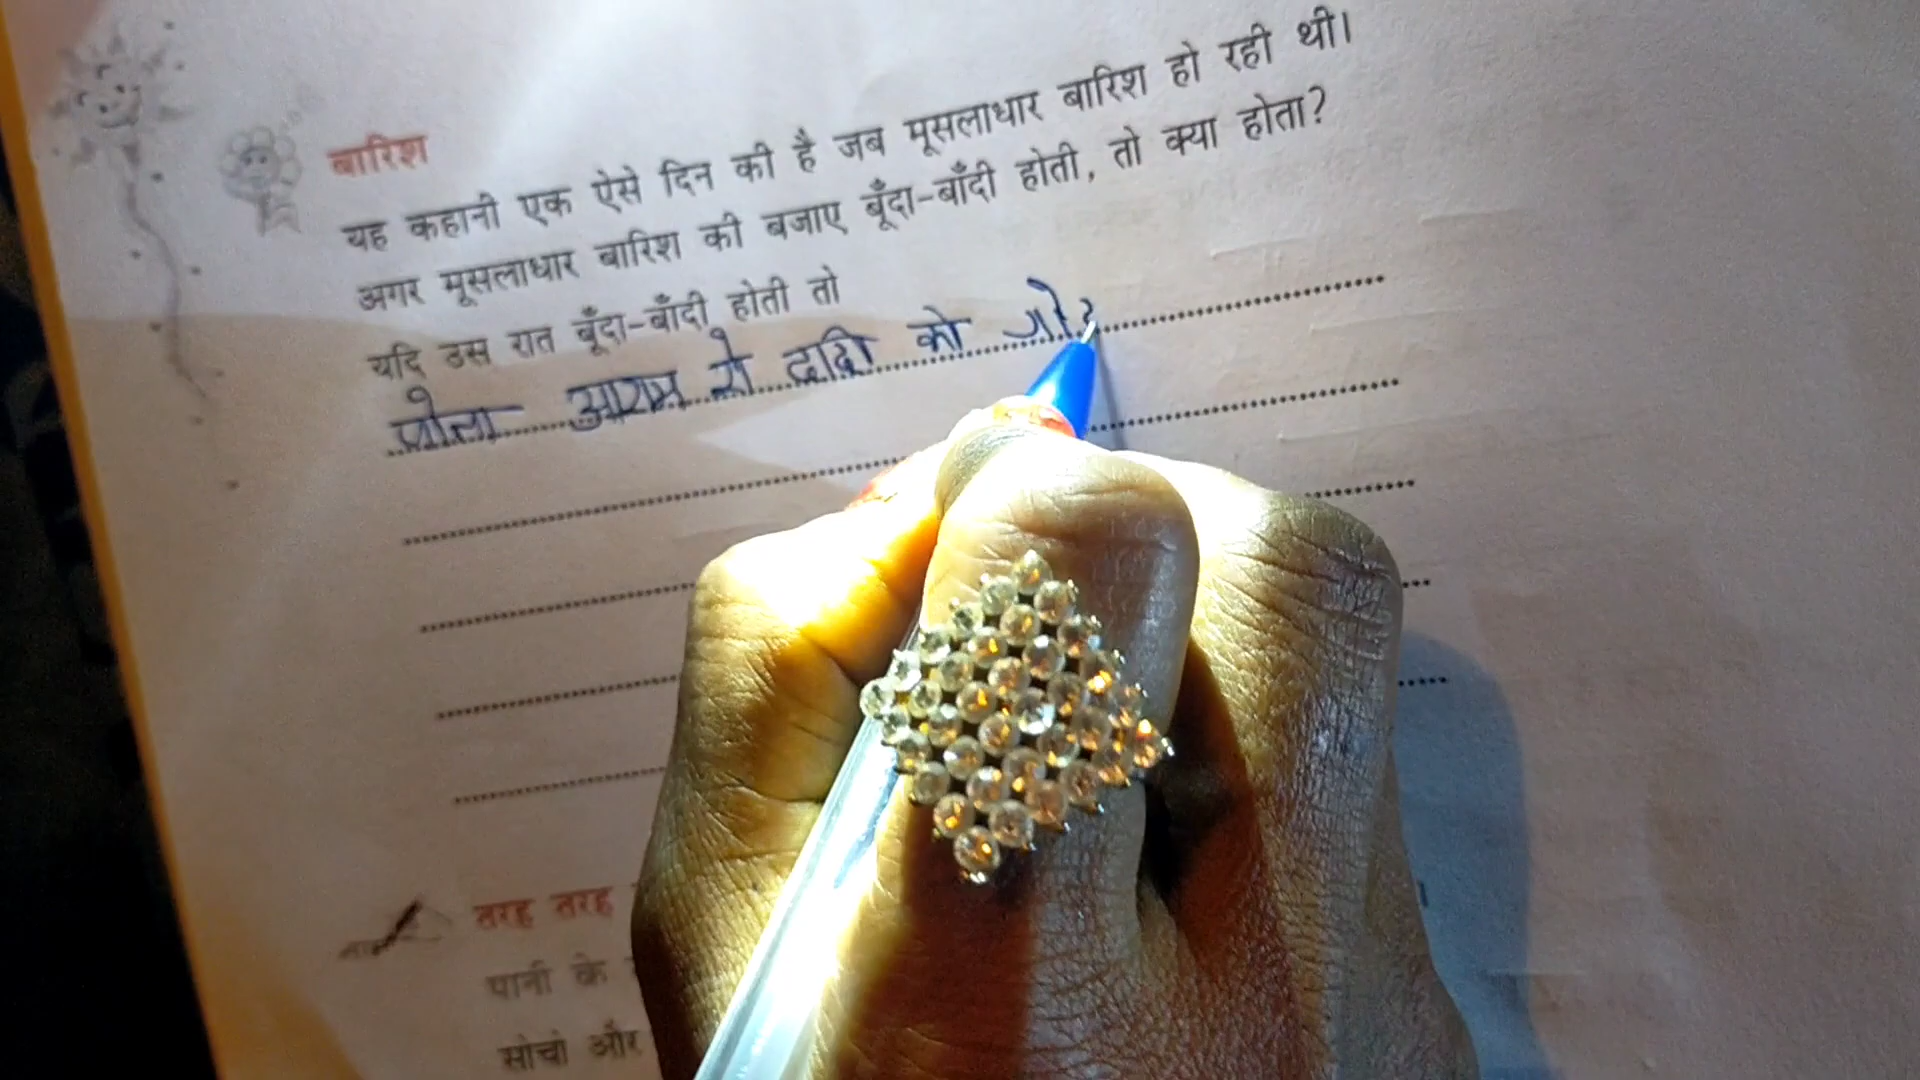 बारिश
यह कहानी एक ऐसे दिन की है जब मूसलाधार बारिश हो रही थी।
अगर मूसलाधार बारिश की बजाए बूँदा-बाँदी होती, तो क्या होता?
यदि उस रात बूँदा-बाँदी होती तो
आराम से दादी को
तरह तरह
पानी के
सोचो और